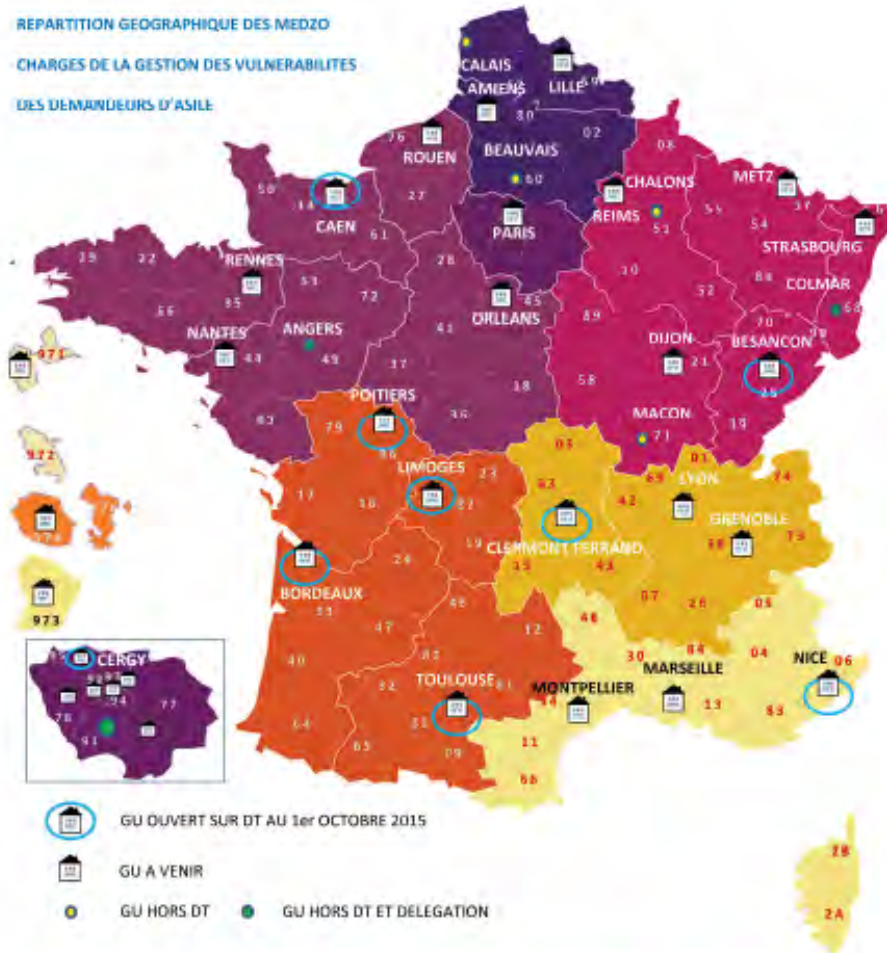 REPARTITION GEOGRAPHIQUE DES MEDZO
CHARGES DE LA GESTION DES VULNERABILITES
DES DEMANDEURS D'ASILE
CALAIS
AMIENS
LILLE
80
02
76
ROUEN
BEAUVAIS
60
08
CHALONS
METZ
50
27
REIMS
51
57
CAEN
61
PARIS
54
STRASBOURG
29
22
RENNES
53
28
10
88
COLMAR
68
56
35
72
45
ORLEANS
52
89
70
NANTES
ANGERS
41
DIJON
BESANCON
971
44
49
37
18
21
25
58
POITIERS
36
MACON
71
39
79
86
03
01
972
LIMOGES
23
63
69
LYON
74
17
16
87
42
GRENOBLE
19
CLERMONT FERRAND
38
73
24
15
43
BORDEAUX
33
07
26
05
973
46
48
47
12
84
04
06
CERGY
40
82
30
MARSEILLE
NICE
32
TOULOUSE
81
MONTPELLIER
77
78
94
34
13
83
91
64
31
11
65
09
66
GU OUVERT SUR DT AU 1er OCTOBRE 2015
GU A VENIR
GU HORS DT
GU HORS DT ET DELEGATION
2B
2A